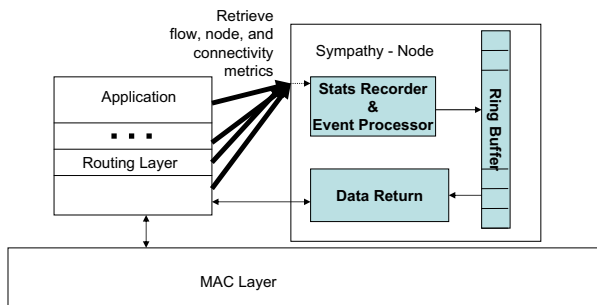 Retrieve
flow, node, and
connectivity
metrics
Sympathy - Node
Application
Stats Recorder
&
Event Processor
Ring Buffer
. . .
Routing Layer
Data Return
MAC Layer